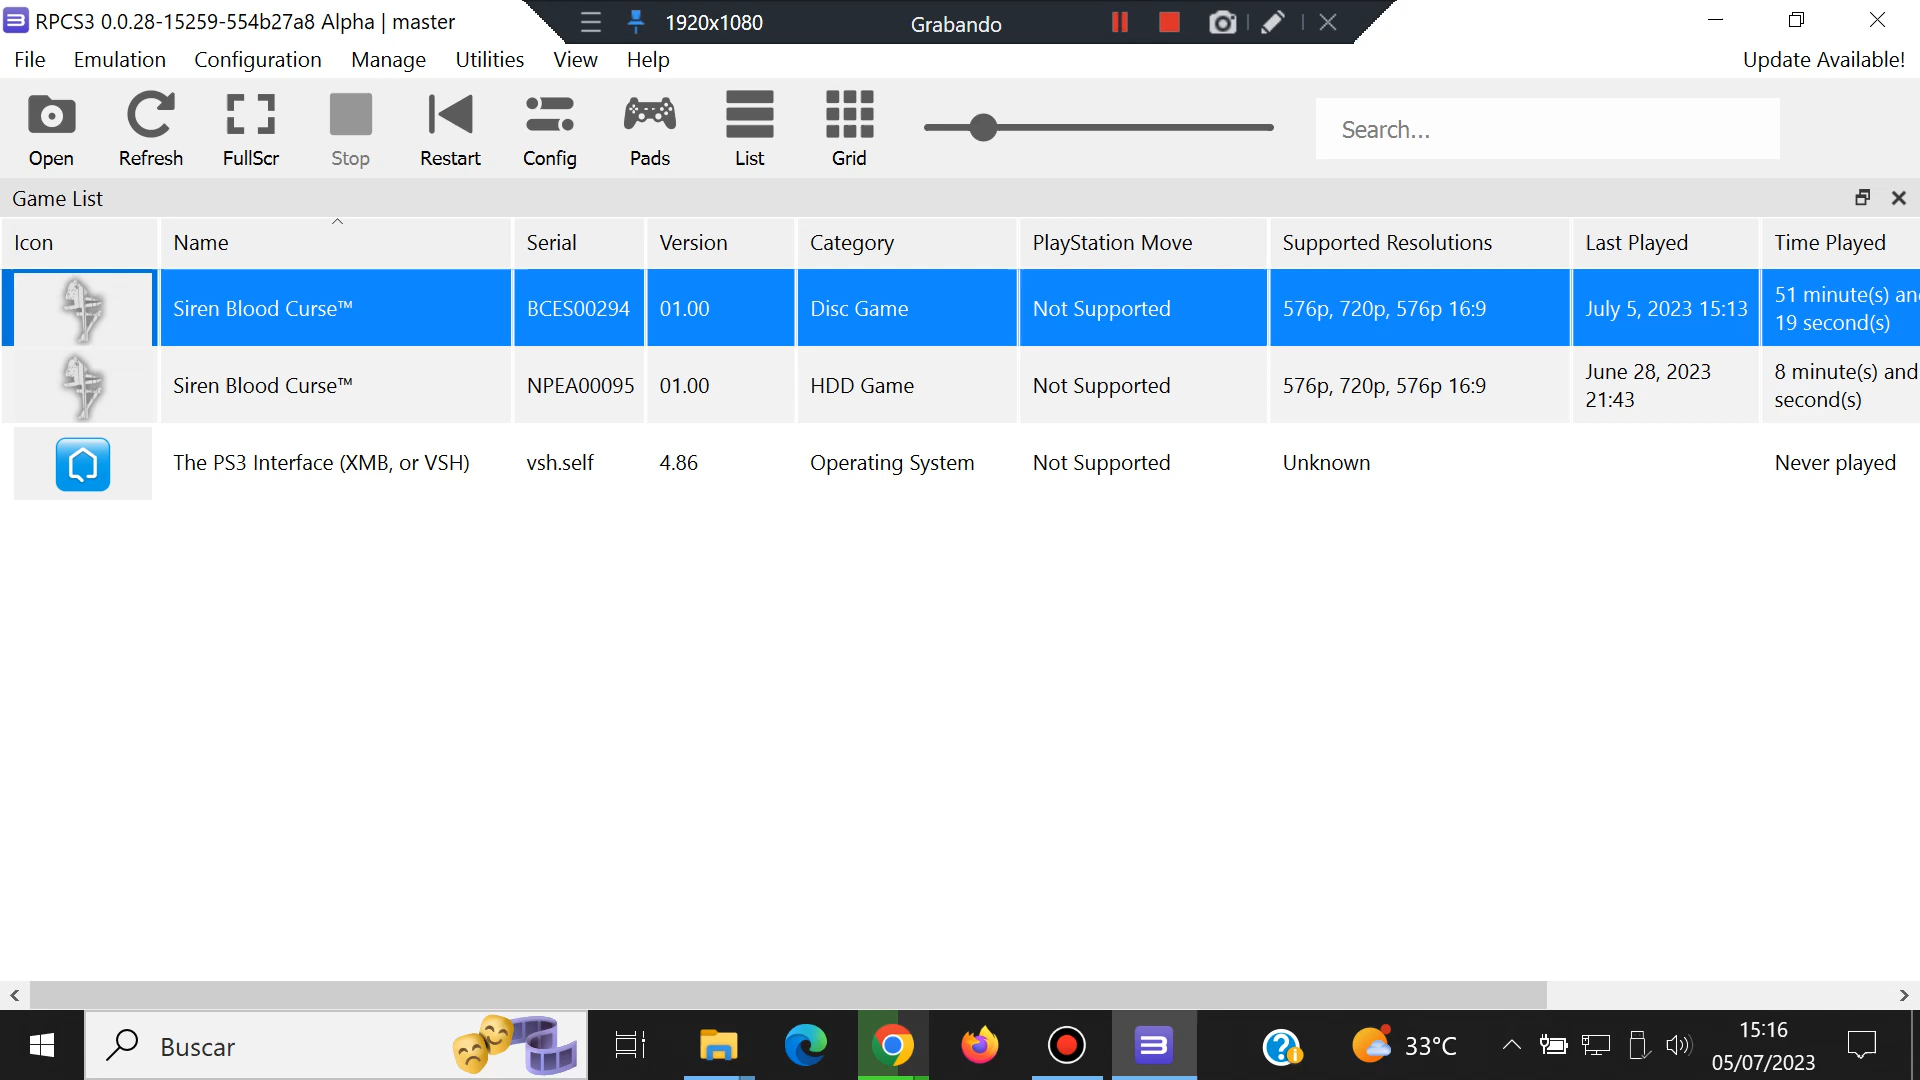 RPCS3 0.0.28-15259-554b27a8 Alpha | master
1920x1080 Grabando
File Emulation Configuration Manage Utilities View Help Update Available!
Open Refresh FullScr Stop Restart Config Pads List Grid Search...
Game List
Icon Name Serial Version Category PlayStation Move Supported Resolutions Last Played Time Played
Siren Blood Curse™ BCES00294 01.00 Disc Game Not Supported 576p, 720p, 576p 16:9 July 5, 2023 15:13 51 minute(s) and
19 second(s)
Siren Blood Curse™ NPEA00095 01.00 HDD Game Not Supported 576p, 720p, 576p 16:9 June 28, 2023 8 minute(s) and
21:43 second(s)
The PS3 Interface (XMB, or VSH) vsh.self 4.86 Operating System Not Supported Unknown Never played
Buscar 33°C 15:16
05/07/2023